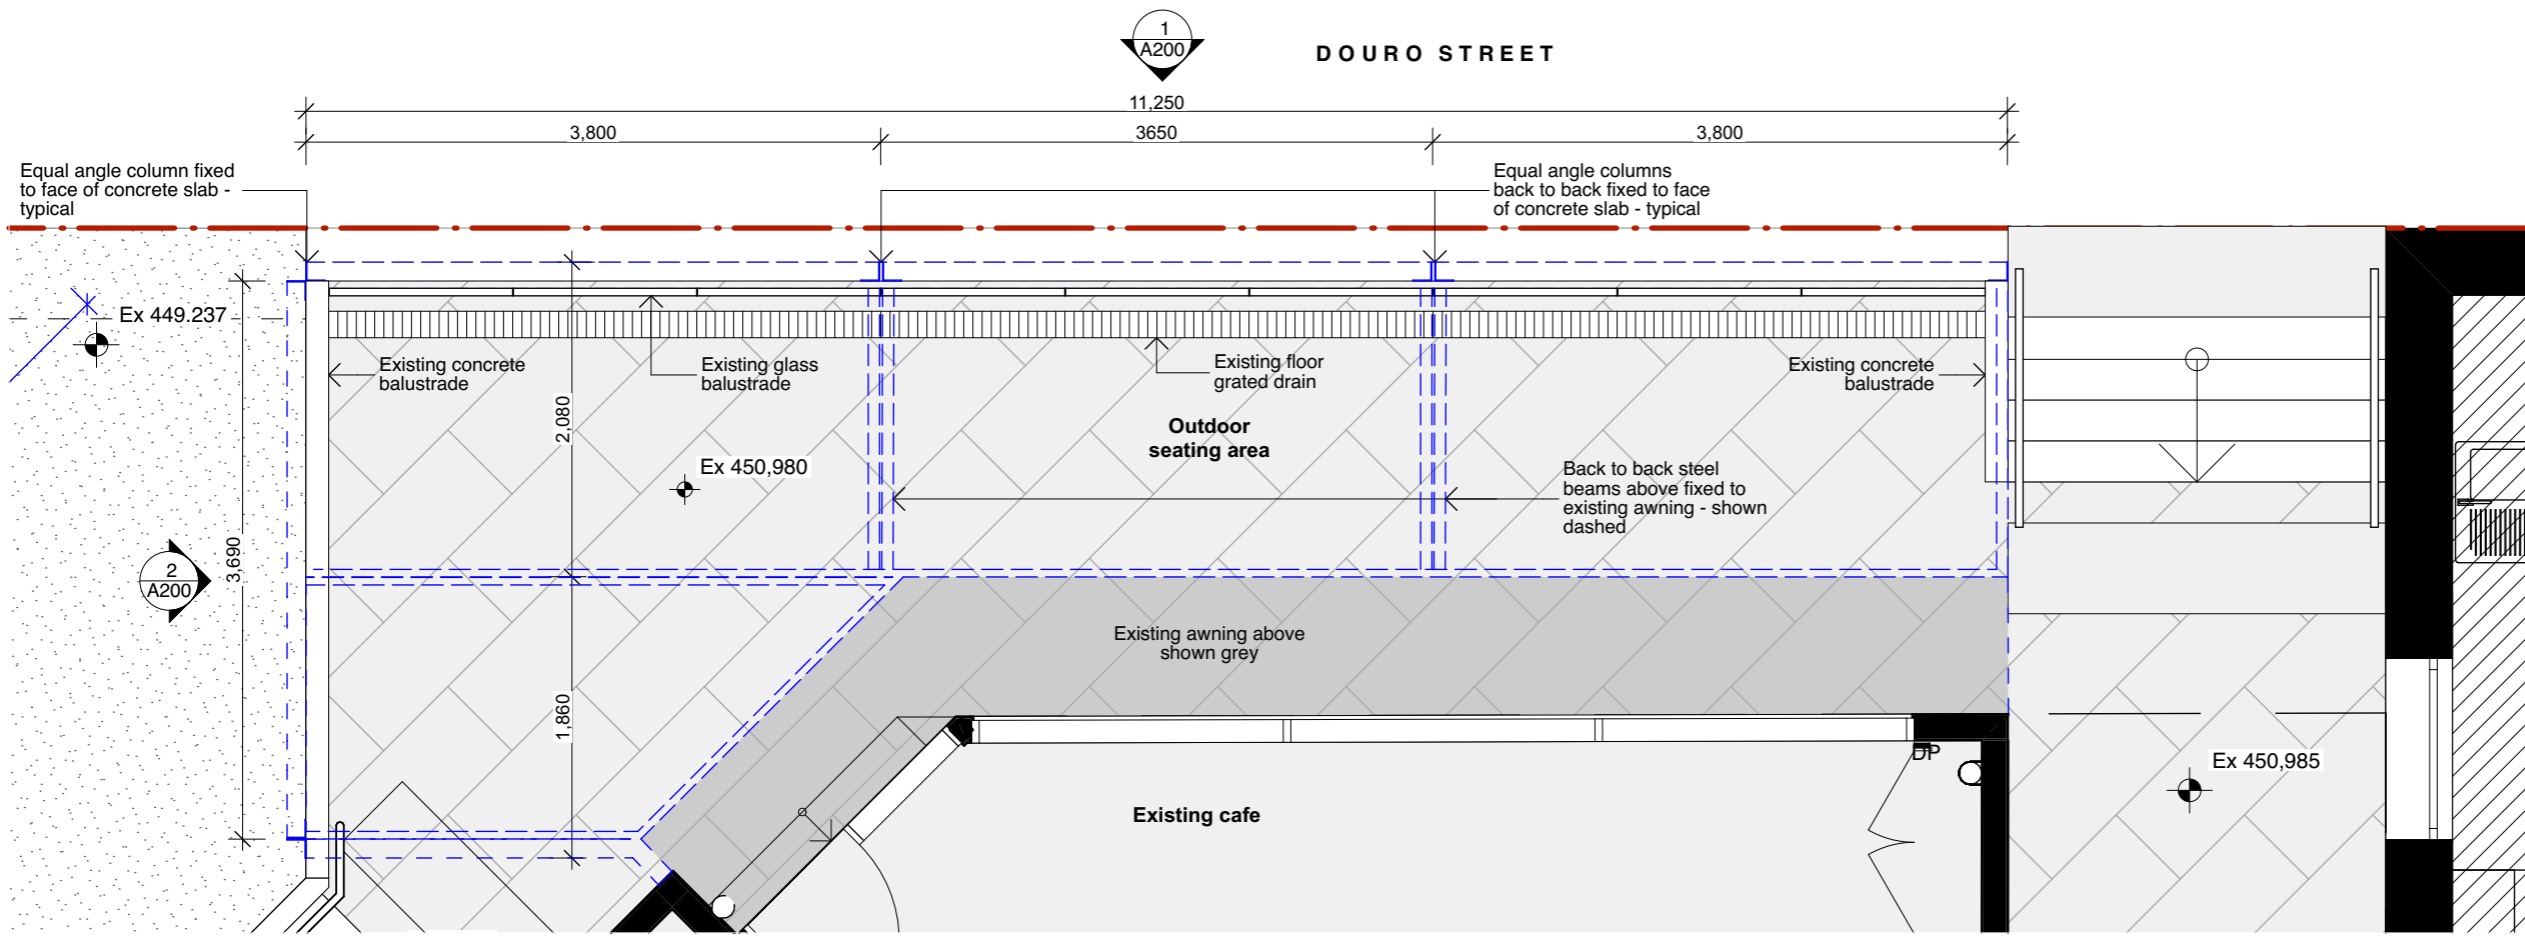 1
A200
DOURO STREET
11,250
3,800
3650
3,800
Equal angle column fixed
to face of concrete slab -
typical
Equal angle columns
back to back fixed to face
of concrete slab - typical
Ex 449.237
Existing concrete
balustrade
Existing glass
balustrade
Existing floor
grated drain
Existing concrete
balustrade
2,080
Outdoor
seating area
Ex 450,980
Back to back steel
beams above fixed to
existing awning - shown
dashed
2
A200
3,690
Existing awning above
shown grey
1,860
DP
Ex 450,985
Existing cafe